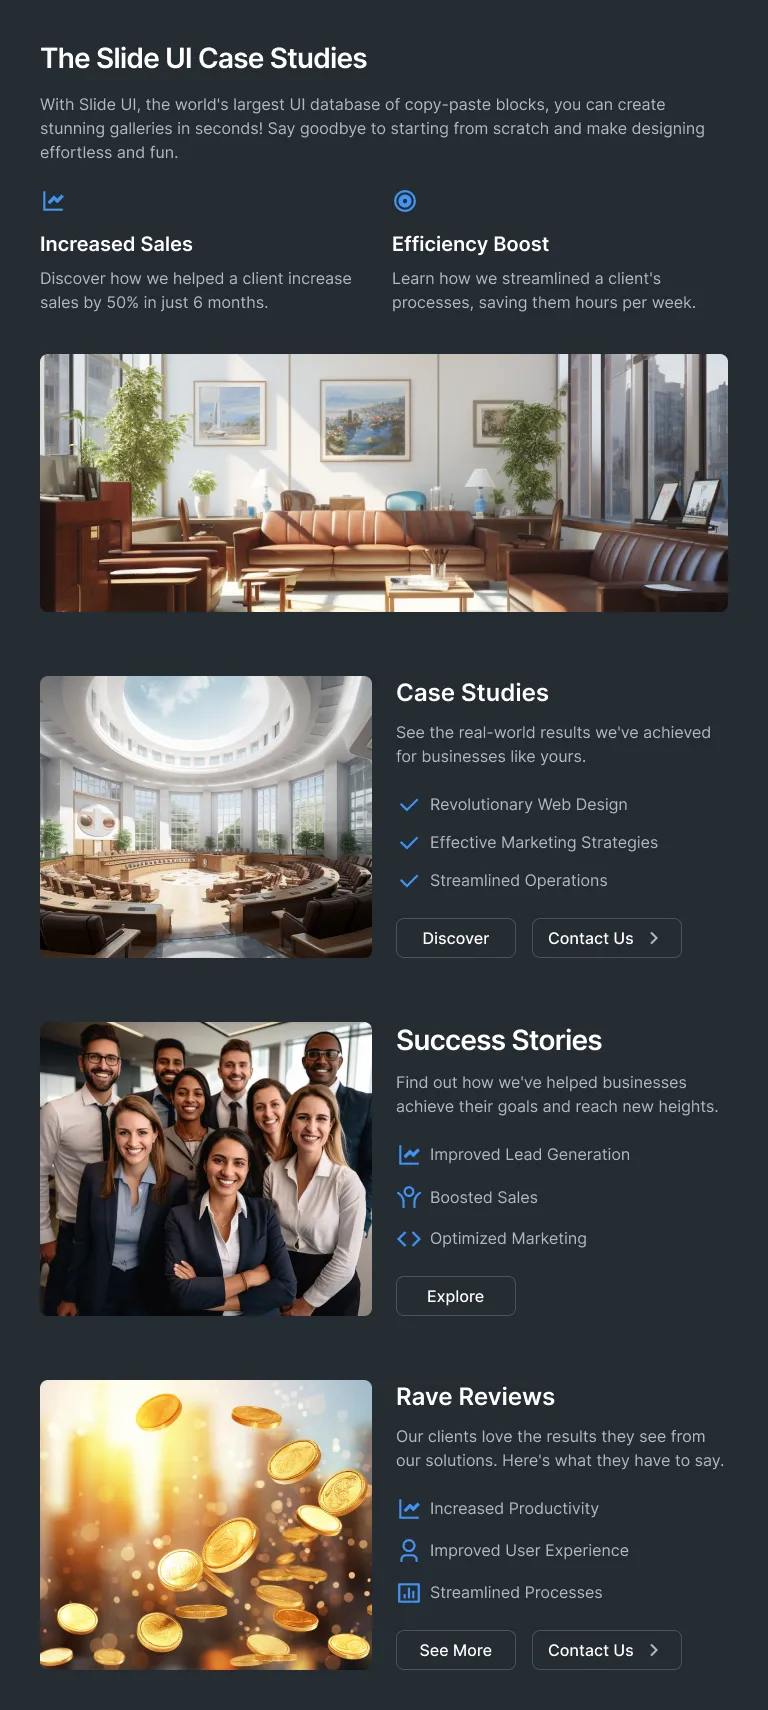 The Slide UI Case Studies
With Slide UI, the world's largest UI database of copy-paste blocks, you can create
stunning galleries in seconds! Say goodbye to starting from scratch and make designing
effortless and fun.
Increased Sales
Discover how we helped a client increase
sales by 50% in just 6 months.
Efficiency Boost
Learn how we streamlined a client's
processes, saving them hours per week.
Case Studies
See the real-world results we've achieved
for businesses like yours.
Revolutionary Web Design
Effective Marketing Strategies
Streamlined Operations
Discover
Contact Us
Success Stories
Find out how we've helped businesses
achieve their goals and reach new heights.
Improved Lead Generation
Boosted Sales
Optimized Marketing
Explore
Rave Reviews
Our clients love the results they see from
our solutions. Here's what they have to say.
Increased Productivity
Improved User Experience
Streamlined Processes
See More
Contact Us